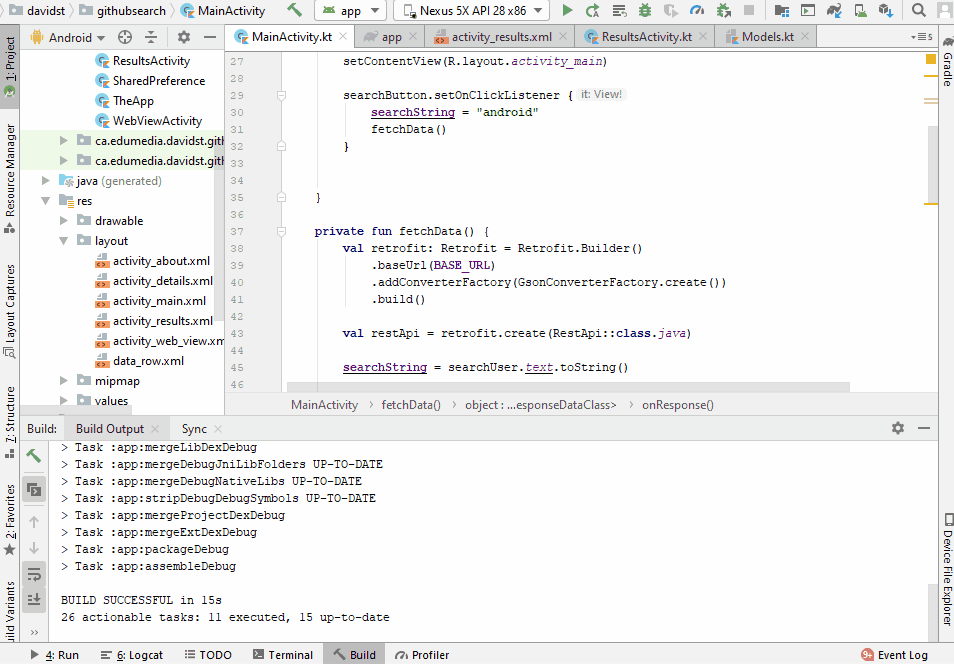 davidst githubsearch MainActivity app Nexus 5X API 28 x86
1: Project
Resource Manager
Layout Captures
7: Structure
2: Favorites
uild Variants
Android
ResultsActivity
SharedPreference
TheApp
WebViewActivity
ca.edumedia.davidst.gith
ca.edumedia.davidst.gith
java (generated)
res
drawable
layout
activity_about.xml
activity_details.xml
activity_main.xml
activity_results.xml
activity_web_view.xm
data_row.xml
mipmap
values
MainActivity.kt app activity_results.xml ResultsActivity.kt Models.kt
5
27 setContentView(R.layout.activity_main)
28
29 searchButton.setOnClickListener { it: View!
30 searchString = "android"
31 fetchData()
32 }
33
34
35 }
36
37 private fun fetchData() {
38 val retrofit: Retrofit = Retrofit.Builder()
39 .baseUrl(BASE_URL)
40 .addConverterFactory(GsonConverterFactory.create())
41 .build()
42
43 val restApi = retrofit.create(RestApi::class.java)
44
45 searchString = searchUser.text.toString()
46
MainActivity › fetchData() › object : ...esponseDataClass> › onResponse()
Gradle
Device File Explorer
Build: Build Output Sync
> Task :app:mergeLibDexDebug
> Task :app:mergeDebugJniLibFolders UP-TO-DATE
> Task :app:mergeDebugNativeLibs UP-TO-DATE
> Task :app:stripDebugDebugSymbols UP-TO-DATE
> Task :app:mergeProjectDexDebug
> Task :app:mergeExtDexDebug
> Task :app:packageDebug
> Task :app:assembleDebug
BUILD SUCCESSFUL in 15s
26 actionable tasks: 11 executed, 15 up-to-date
4: Run 6: Logcat TODO Terminal Build Profiler 9+ Event Log